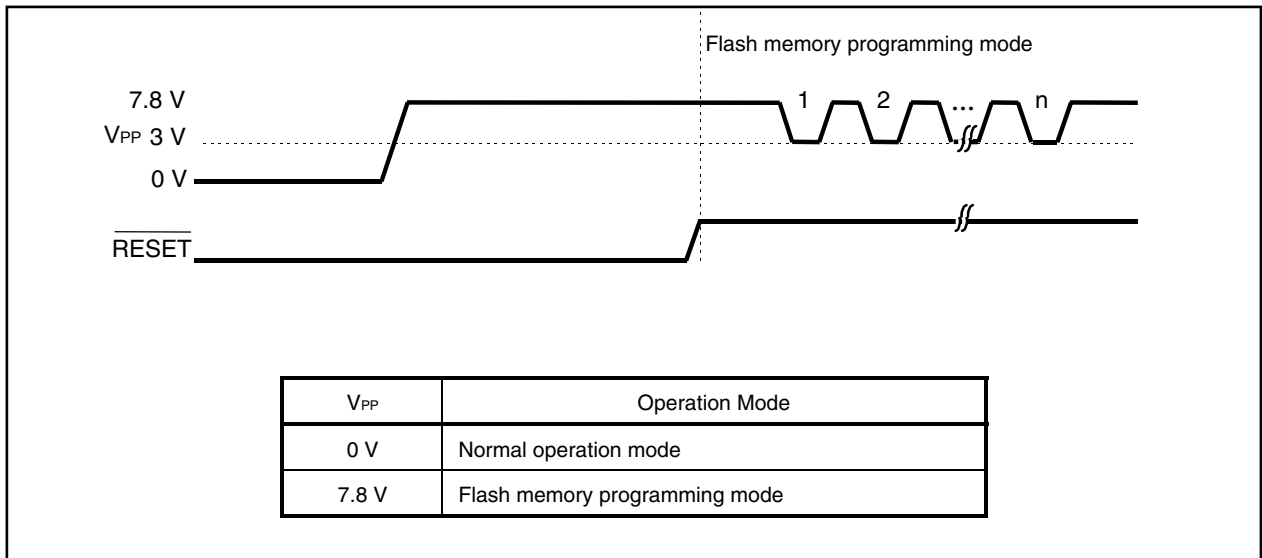 Flash memory programming mode
7.8 V
1 2 ... n
VPP 3 V
0 V
RESET
VPP Operation Mode
0 V Normal operation mode
7.8 V Flash memory programming mode